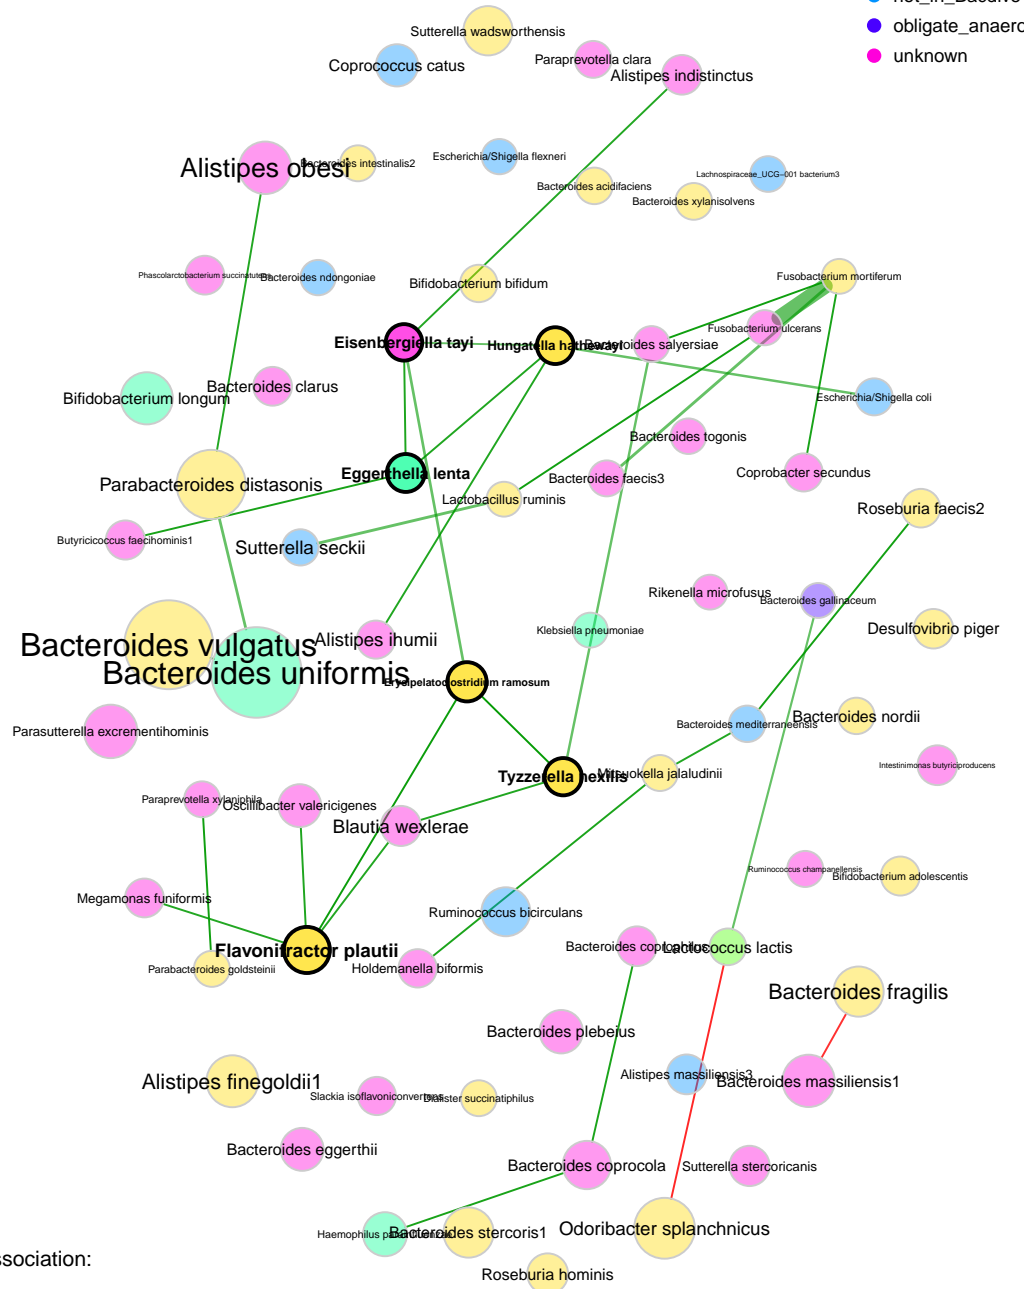 not_in_Bacdive
Sutterella wadsworthensis
obligate_anaero
Paraprevotella clara
unknown
Coprococcus catus
Alistipes indistinctus
Escherichia/Shigella flexneri
Bacteroides intestinalis2
Alistipes obesi
Lachnospiraceae_UCG−001 bacterium3
Bacteroides acidifaciens
Bacteroides xylanisolvens
Phascolarctobacterium succinatutens
Bacteroides ndongoniae
Fusobacterium mortiferum
Bifidobacterium bifidum
Fusobacterium ulcerans
Eisenbergiella tayi
Hungatella hathewayi
Bacteroides salyersiae
Bacteroides clarus
Bifidobacterium longum
Escherichia/Shigella coli
Bacteroides togonis
Eggerthella lenta
Coprobacter secundus
Bacteroides faecis3
Parabacteroides distasonis
Lactobacillus ruminis
Roseburia faecis2
Butyricicoccus faecihominis1
Sutterella seckii
Rikenella microfusus
Bacteroides gallinaceum
Klebsiella pneumoniae
Desulfovibrio piger
Alistipes ihumii
Bacteroides vulgatus
Bacteroides uniformis
Erysipelatoclostridium ramosum
Bacteroides nordii
Bacteroides mediterraneensis
Parasutterella excrementihominis
Intestinimonas butyriciproducens
Tyzzerella nexilis
Mitsuokella jalaludinii
Paraprevotella xylaniphila
Oscillibacter valericigenes
Blautia wexlerae
Ruminococcus champanellensis
Bifidobacterium adolescentis
Megamonas funiformis
Ruminococcus bicirculans
Bacteroides coprophilus
Lactococcus lactis
Flavonifractor plautii
Parabacteroides goldsteinii
Holdemanella biformis
Bacteroides fragilis
Bacteroides plebeius
Alistipes massiliensis3
Alistipes finegoldii1
Bacteroides massiliensis1
Slackia isoflavoniconvertens
Dialister succinatiphilus
Bacteroides eggerthii
Bacteroides coprocola
Sutterella stercoricanis
Odoribacter splanchnicus
Haemophilus parainfluenzae
Bacteroides stercoris1
ssociation:
Roseburia hominis